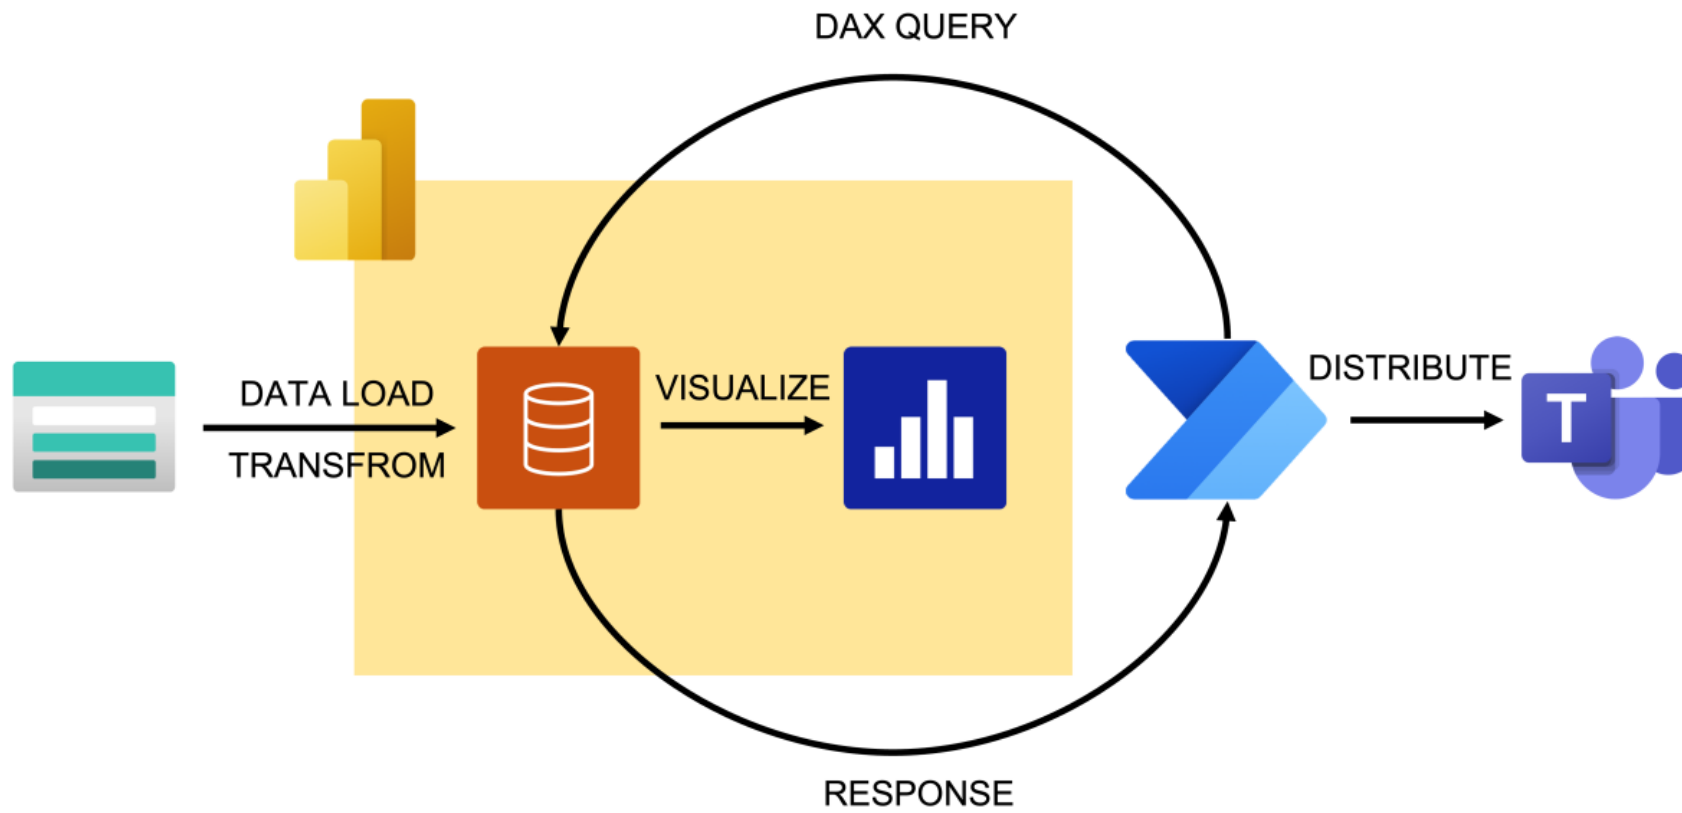 DAX QUERY
DATA LOAD
TRANSFROM
VISUALIZE
DISTRIBUTE
T
RESPONSE